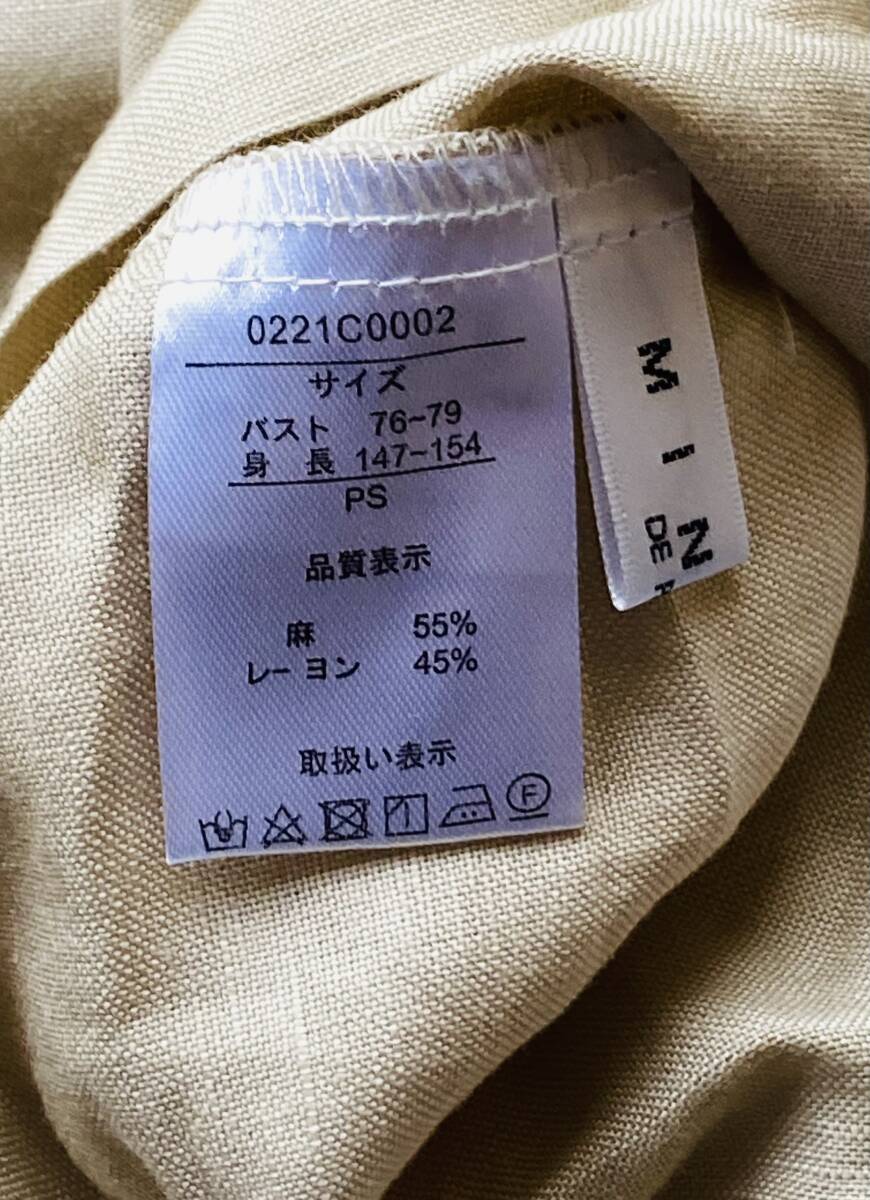 0221C0002
サイズ
バスト 76-79
身長 147-154
PS
品質表示
麻 55%
レーヨン 45%
取扱い表示
F
M I N
DE